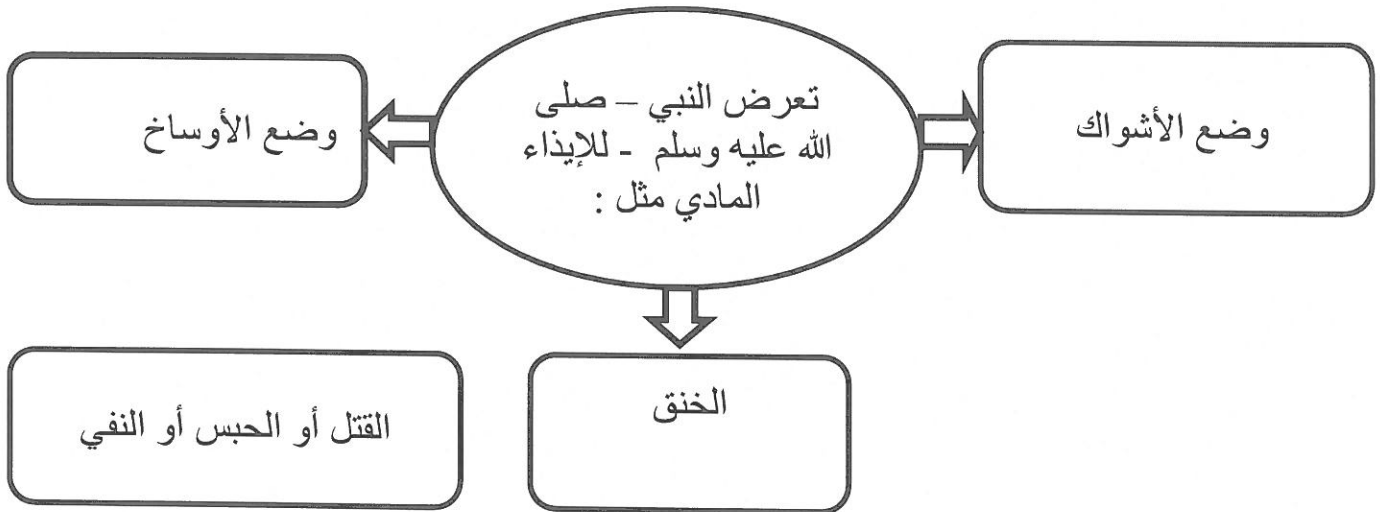 تعرض النبي – صلى
الله عليه وسلم - للإيذاء
المادي مثل :
وضع الأشواك
وضع الأوساخ
الخنق
القتل أو الحبس أو النفي